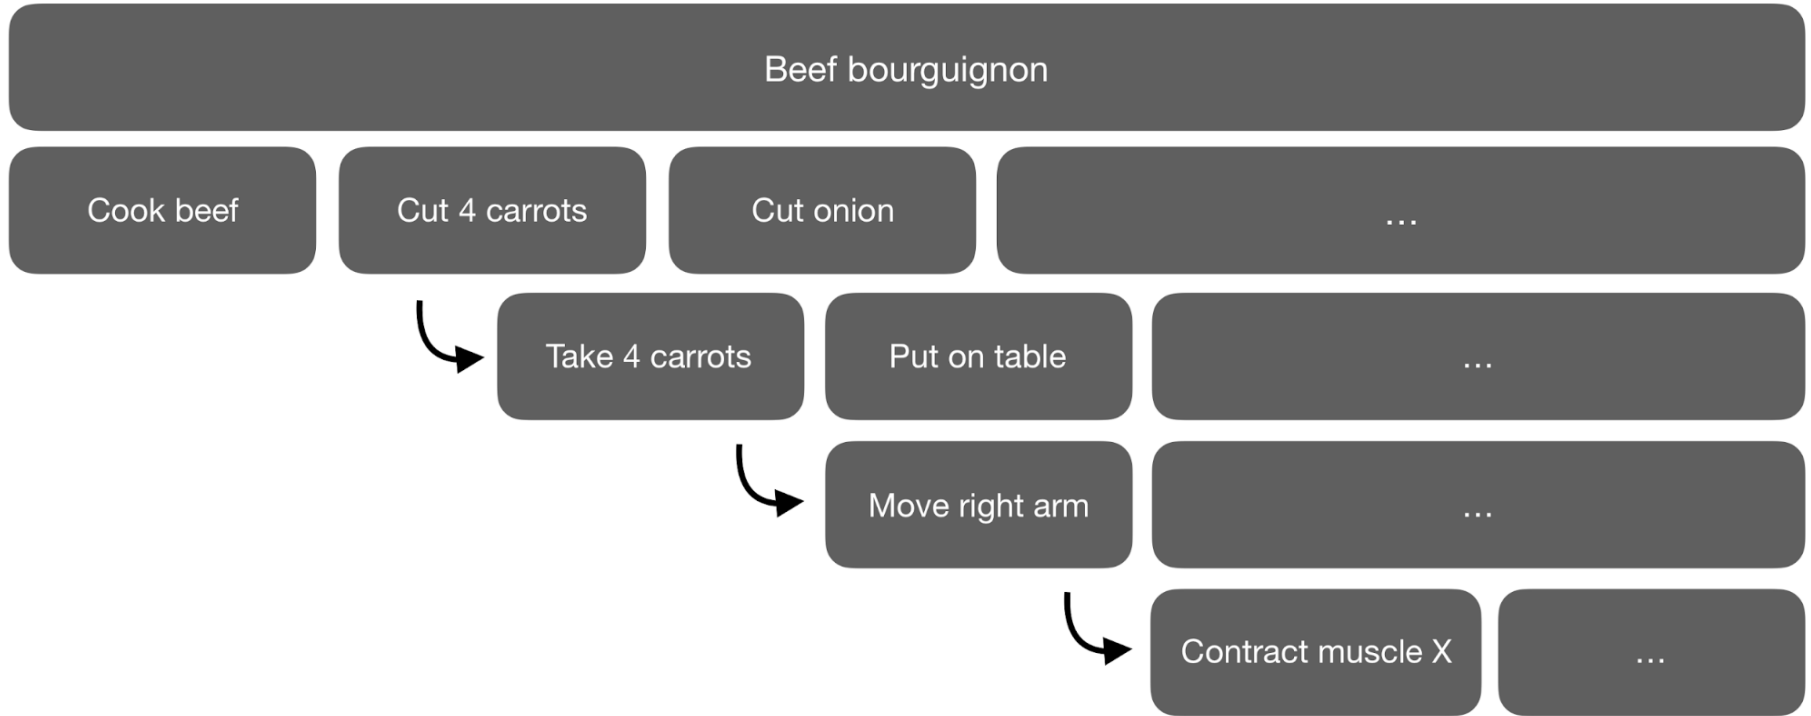 Beef bourguignon
Cook beef
Cut 4 carrots
Cut onion
...
Take 4 carrots
Put on table
...
Move right arm
...
Contract muscle X
...